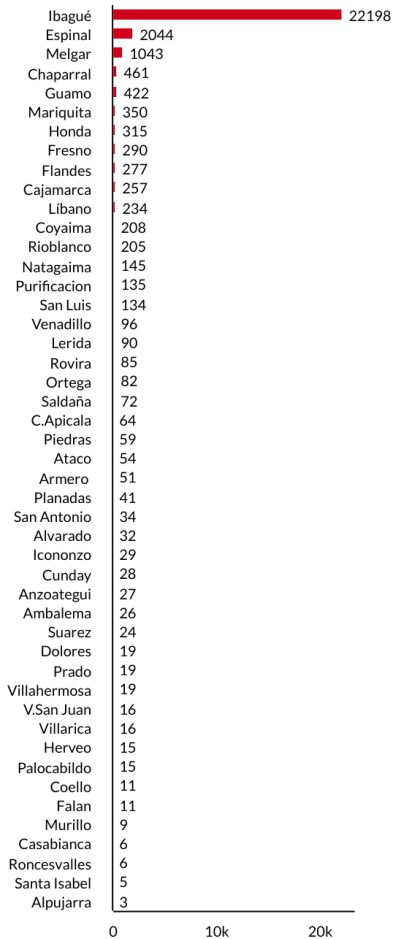 Ibagué 22198
Espinal 2044
Melgar 1043
Chaparral 461
Guamo 422
Mariquita 350
Honda 315
Fresno 290
Flandes 277
Cajamarca 257
Líbano 234
Coyaima 208
Rioblanco 205
Natagaima 145
Purificacion 135
San Luis 134
Venadillo 96
Lerida 90
Rovira 85
Ortega 82
Saldaña 72
C.Apicala 64
Piedras 59
Ataco 54
Armero 51
Planadas 41
San Antonio 34
Alvarado 32
Icononzo 29
Cunday 28
Anzoategui 27
Ambalema 26
Suarez 24
Dolores 19
Prado 19
Villahermosa 19
V.San Juan 16
Villarica 16
Herveo 15
Palocabildo 15
Coello 11
Falan 11
Murillo 9
Casabianca 6
Roncesvalles 6
Santa Isabel 5
Alpujarra 3
0 10k 20k